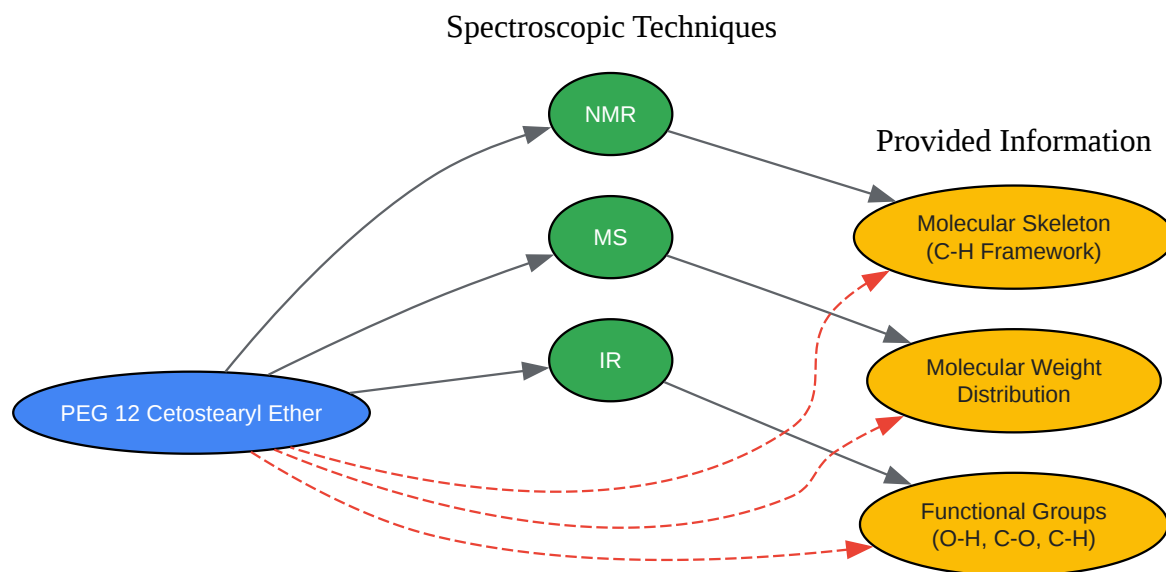 Spectroscopic Techniques
NMR
Provided Information
Molecular Skeleton
(C-H Framework)
MS
IR
Molecular Weight
Distribution
PEG 12 Cetostearyl Ether
Functional Groups
(O-H, C-O, C-H)